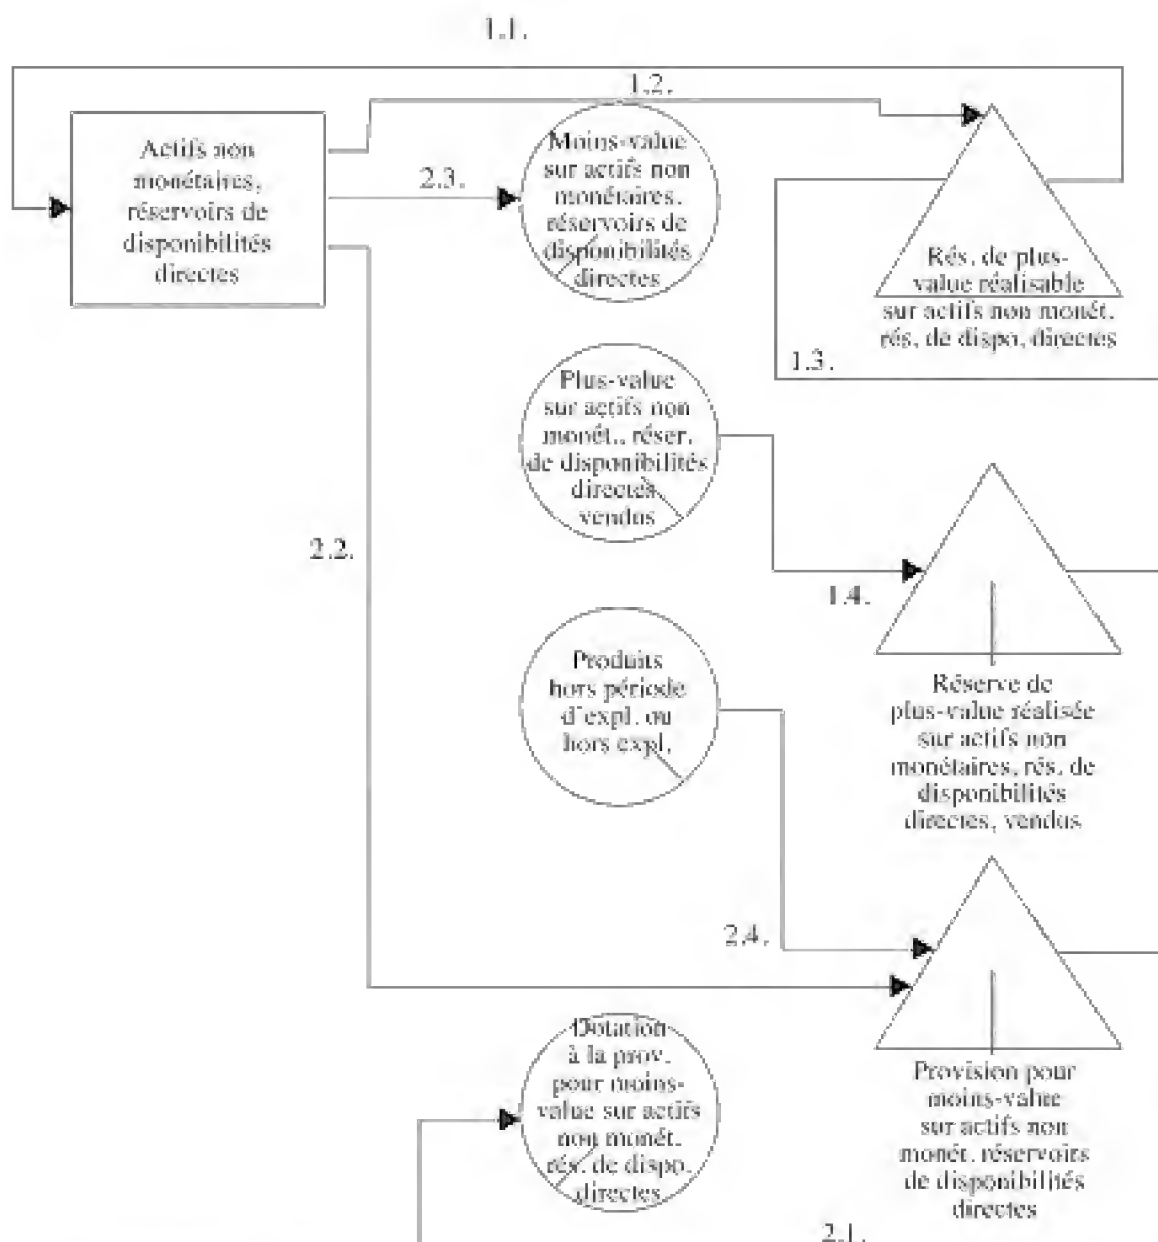 1.1.
1.2.
Actifs non
monétaires,
réservoirs de
disponibilités
directes
2.3.
Moins-value
sur actifs non
monétaires,
réservoirs de
disponibilités
directes
Rés. de plus-
value réalisable
sur actifs non monét.
rés. de dispo. directes
1.3.
Plus-value
sur actifs non
monét., réser.
de disponibilités
directes
vendus
2.2.
1.4.
Produits
hors période
d'expl. ou
hors expl.
Réserve de
plus-value réalisée
sur actifs non
monétaires, rés. de
disponibilités
directes, vendus
2.4.
Dotation
à la prov.
pour moins-
value sur actifs
non monét.
rés. de dispo.
directes
Provision pour
moins-value
sur actifs non
monét. réservoirs
de disponibilités
directes
2.1.